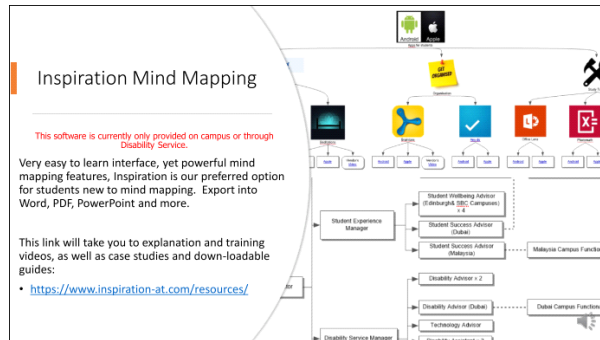 Inspiration Mind Mapping
This software is currently only provided on campus or through
Disability Service.
Very easy to learn interface, yet powerful mind
mapping features, Inspiration is our preferred option
for students new to mind mapping.  Export into
Word, PDF, PowerPoint and more.
This link will take you to explanation and training
videos, as well as case studies and down-loadable
guides:
• https://www.inspiration-at.com/resources/
Android
Apple
GET
ORGANISED
Organisation
Student Experience
Manager
Student Wellbeing Advisor
(Edinburgh& SBC Campuses)
x 4
Student Success Advisor
(Dubai)
Student Success Advisor
(Malaysia)
Malaysia Campus Function
Disability Service Manager
Disability Adviser x 2
Disability Advisor (Dubai)
Dubai Campus Function
Technology Advisor